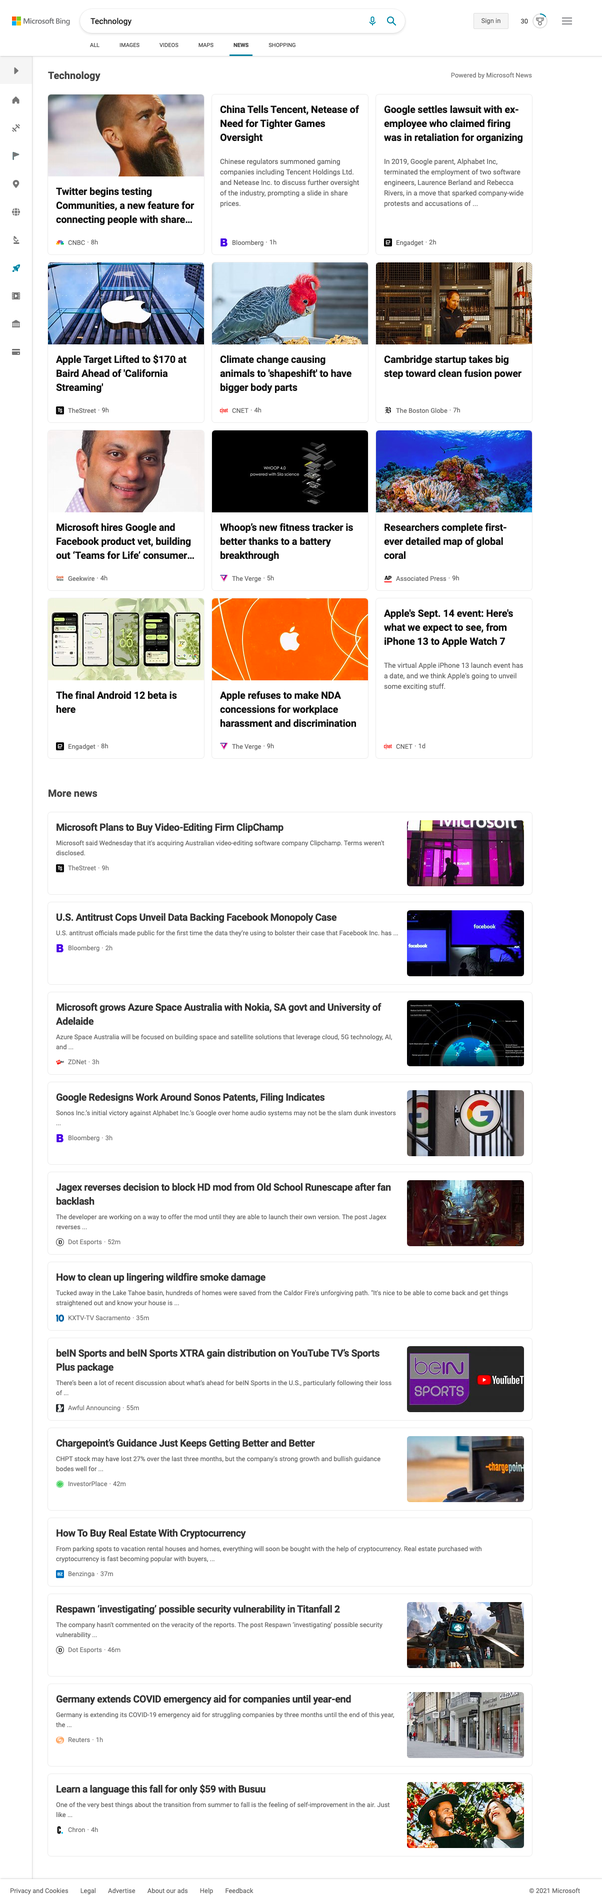 Microsoft Bing
Technology
Sign in
30
ALL IMAGES VIDEOS MAPS NEWS SHOPPING
Technology
Powered by Microsoft News
Twitter begins testing
Communities, a new feature for
connecting people with share...
CNBC · 8h
China Tells Tencent, Netease of
Need for Tighter Games
Oversight
Chinese regulators summoned gaming
companies including Tencent Holdings Ltd.
and Netease Inc. to discuss further oversight
of the industry, prompting a slide in share
prices.
Bloomberg · 1h
Google settles lawsuit with ex-
employee who claimed firing
was in retaliation for organizing
In 2019, Google parent, Alphabet Inc,
terminated the employment of two software
engineers, Laurence Berland and Rebecca
Rivers, in a move that sparked company-wide
protests and accusations of ...
Engadget · 2h
Apple Target Lifted to $170 at
Baird Ahead of 'California
Streaming'
TheStreet · 9h
Climate change causing
animals to 'shapeshift' to have
bigger body parts
CNET · 4h
Cambridge startup takes big
step toward clean fusion power
The Boston Globe · 7h
Microsoft hires Google and
Facebook product vet, building
out ‘Teams for Life’ consumer...
Geekwire · 4h
WHOOP 4.0
powered with Sila science
Whoop’s new fitness tracker is
better thanks to a battery
breakthrough
The Verge · 5h
Researchers complete first-
ever detailed map of global
coral
AP Associated Press · 9h
The final Android 12 beta is
here
Engadget · 8h
Apple refuses to make NDA
concessions for workplace
harassment and discrimination
The Verge · 9h
Apple’s Sept. 14 event: Here’s
what we expect to see, from
iPhone 13 to Apple Watch 7
The virtual Apple iPhone 13 launch event has
a date, and we think Apple's going to unveil
some exciting stuff.
CNET · 1d
More news
Microsoft Plans to Buy Video-Editing Firm ClipChamp
Microsoft said Wednesday that it's acquiring Australian video-editing software company Clipchamp. Terms weren't
disclosed.
TheStreet · 9h
Microsoft
U.S. Antitrust Cops Unveil Data Backing Facebook Monopoly Case
U.S. antitrust officials made public for the first time the data they’re using to bolster their case that Facebook Inc. has ...
Bloomberg · 2h
facebook
facebook
Microsoft grows Azure Space Australia with Nokia, SA govt and University of
Adelaide
Azure Space Australia will be focused on building space and satellite solutions that leverage cloud, 5G technology, AI,
and ...
ZDNet · 3h
Google Redesigns Work Around Sonos Patents, Filing Indicates
Sonos Inc.'s initial victory against Alphabet Inc.'s Google over home audio systems may not be the slam dunk investors
...
Bloomberg · 3h
Jagex reverses decision to block HD mod from Old School Runescape after fan
backlash
The developer are working on a way to offer the mod until they are able to launch their own version. The post Jagex
reverses ...
Dot Esports · 52m
How to clean up lingering wildfire smoke damage
Tucked away in the Lake Tahoe basin, hundreds of homes were saved from the Caldor Fire's unforgiving path. "It's nice to be able to come back and get things
straightened out and know your house is ...
10 KXTV-TV Sacramento · 35m
beIN Sports and beIN Sports XTRA gain distribution on YouTube TV’s Sports
Plus package
There’s been a lot of recent discussion about what’s ahead for beIN Sports in the U.S., particularly following their loss
of ...
Awful Announcing · 55m
beIN
SPORTS
YouTubeT
Chargepoint’s Guidance Just Keeps Getting Better and Better
CHPT stock may have lost 27% over the last three months, but the company’s strong growth and bullish guidance
bodes well for ...
InvestorPlace · 42m
-chargepoin-
How To Buy Real Estate With Cryptocurrency
From parking spots to vacation rental houses and homes, everything will soon be bought with the help of cryptocurrency. Real estate purchased with
cryptocurrency is fast becoming popular with buyers, ...
Benzinga · 37m
Respawn ‘investigating’ possible security vulnerability in Titanfall 2
The company hasn’t commented on the veracity of the reports. The post Respawn ‘investigating’ possible security
vulnerability ...
Dot Esports · 46m
Germany extends COVID emergency aid for companies until year-end
Germany is extending its COVID-19 emergency aid for struggling companies by three months until the end of this year,
the ...
Reuters · 1h
Learn a language this fall for only $59 with Busuu
One of the very best things about the transition from summer to fall is the feeling of self-improvement in the air. Just
like ...
Chron · 4h
Privacy and Cookies Legal Advertise About our ads Help Feedback © 2021 Microsoft